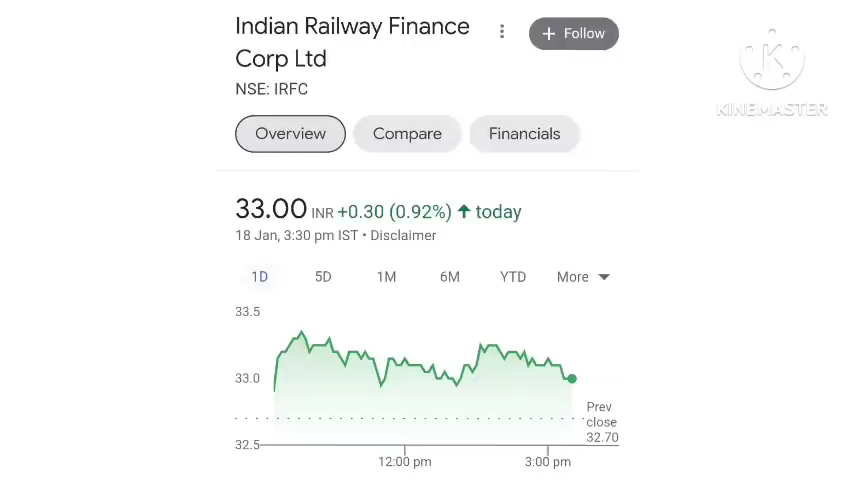 Indian Railway Finance
Corp Ltd
+ Follow
NSE: IRFC
Overview
Compare
Financials
33.00 INR +0.30 (0.92%) ↑ today
18 Jan, 3:30 pm IST • Disclaimer
1D 5D 1M 6M YTD More
33.5
33.0
32.5
Prev
close
32.70
12:00 pm 3:00 pm
K
KINEMASTER